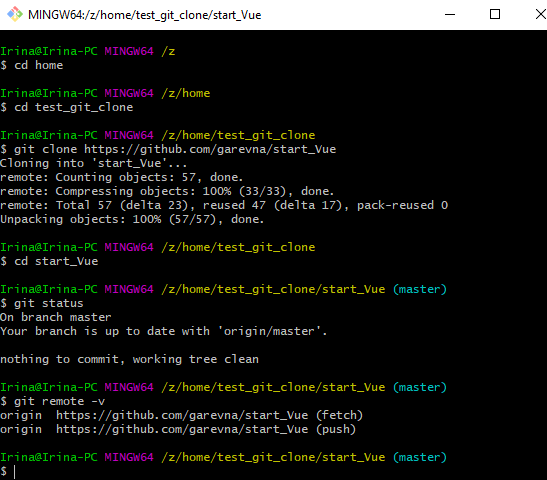 MINGW64:/z/home/test_git_clone/start_Vue
Irina@Irina-PC MINGW64 /z
$ cd home
Irina@Irina-PC MINGW64 /z/home
$ cd test_git_clone
Irina@Irina-PC MINGW64 /z/home/test_git_clone
$ git clone https://github.com/garevna/start_Vue
Cloning into 'start_Vue'...
remote: Counting objects: 57, done.
remote: Compressing objects: 100% (33/33), done.
remote: Total 57 (delta 23), reused 47 (delta 17), pack-reused 0
Unpacking objects: 100% (57/57), done.
Irina@Irina-PC MINGW64 /z/home/test_git_clone
$ cd start_Vue
Irina@Irina-PC MINGW64 /z/home/test_git_clone/start_Vue (master)
$ git status
On branch master
Your branch is up to date with 'origin/master'.
nothing to commit, working tree clean
Irina@Irina-PC MINGW64 /z/home/test_git_clone/start_Vue (master)
$ git remote -v
origin  https://github.com/garevna/start_Vue (fetch)
origin  https://github.com/garevna/start_Vue (push)
Irina@Irina-PC MINGW64 /z/home/test_git_clone/start_Vue (master)
$